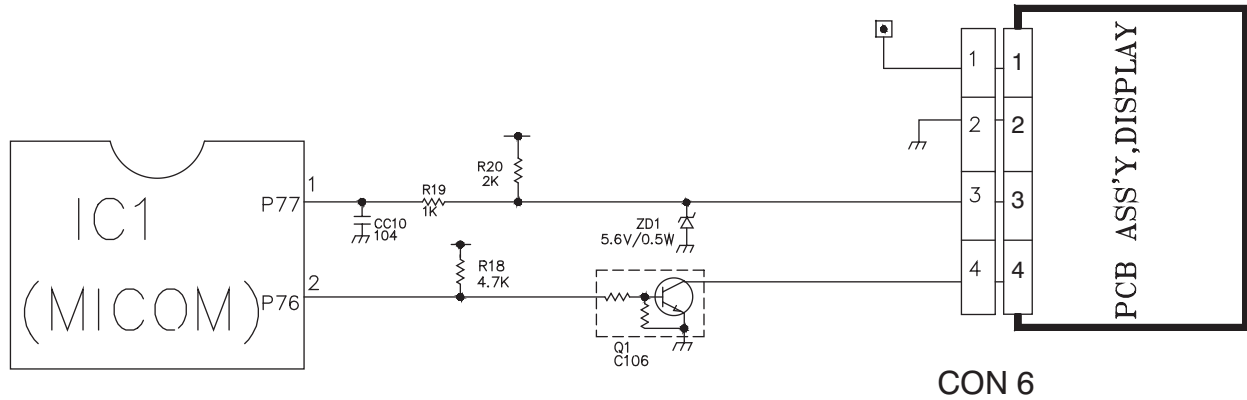 IC1
(MICOM)
P77
1
P76
2
CC10
104
R19
1K
R20
2K
R18
4.7K
ZD1
5.6V/0.5W
Q1
C106
1 1
2 2
3 3
4 4
PCB ASS'Y,DISPLAY
CON 6